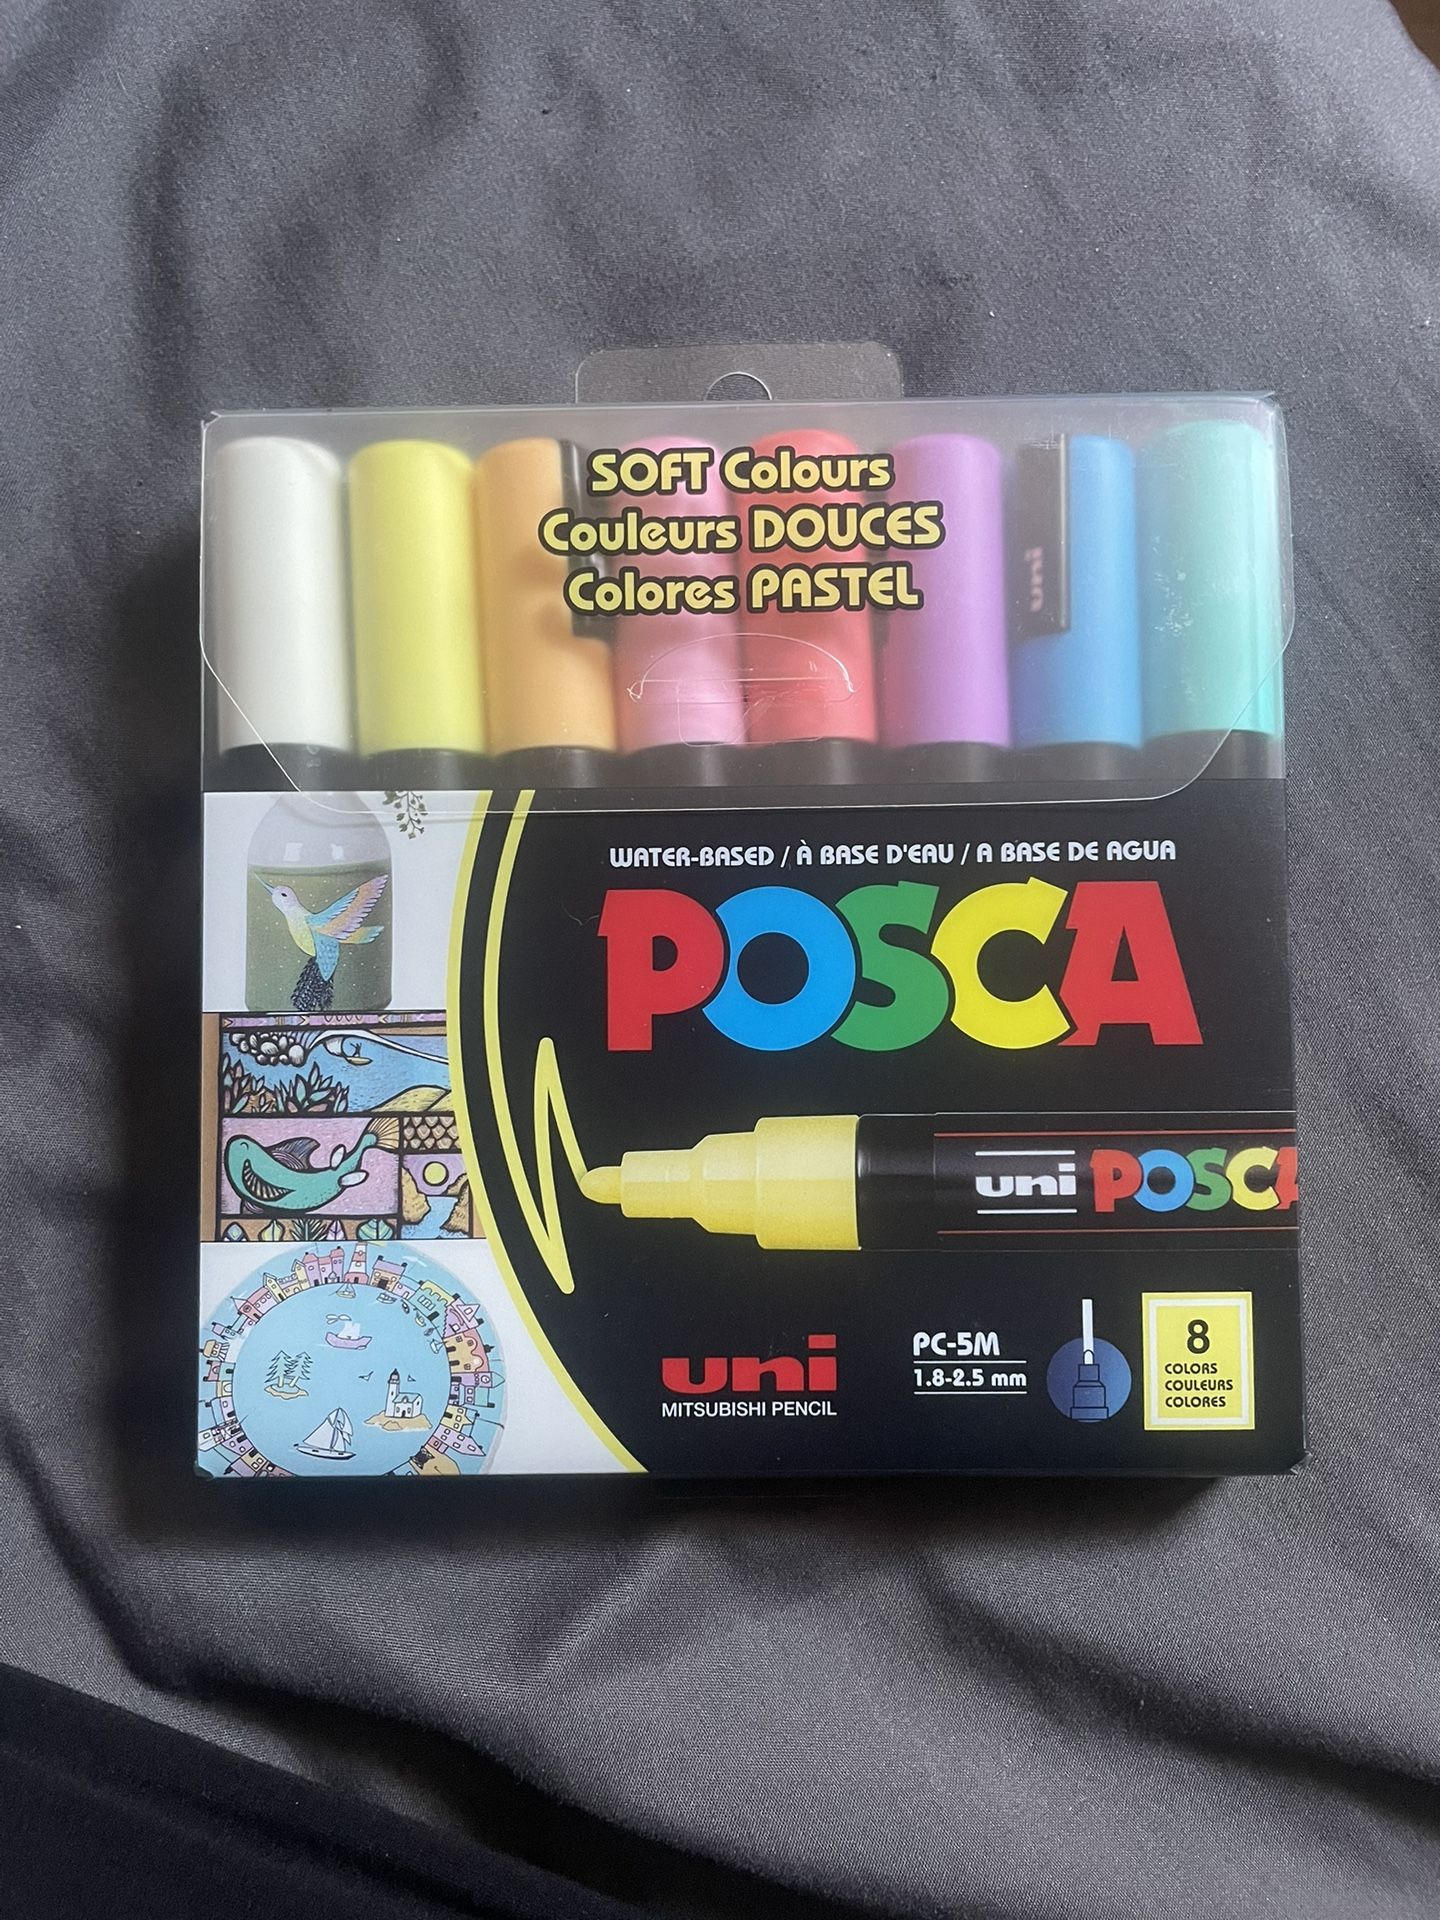 SOFT Colours
Couleurs DOUCES
Colores PASTEL
uni
WATER-BASED / À BASE D'EAU / A BASE DE AGUA
POSCA
uni POSCA
uni
MITSUBISHI PENCIL
PC-5M
1.8-2.5 mm
8
COLORS
COULEURS
COLORES